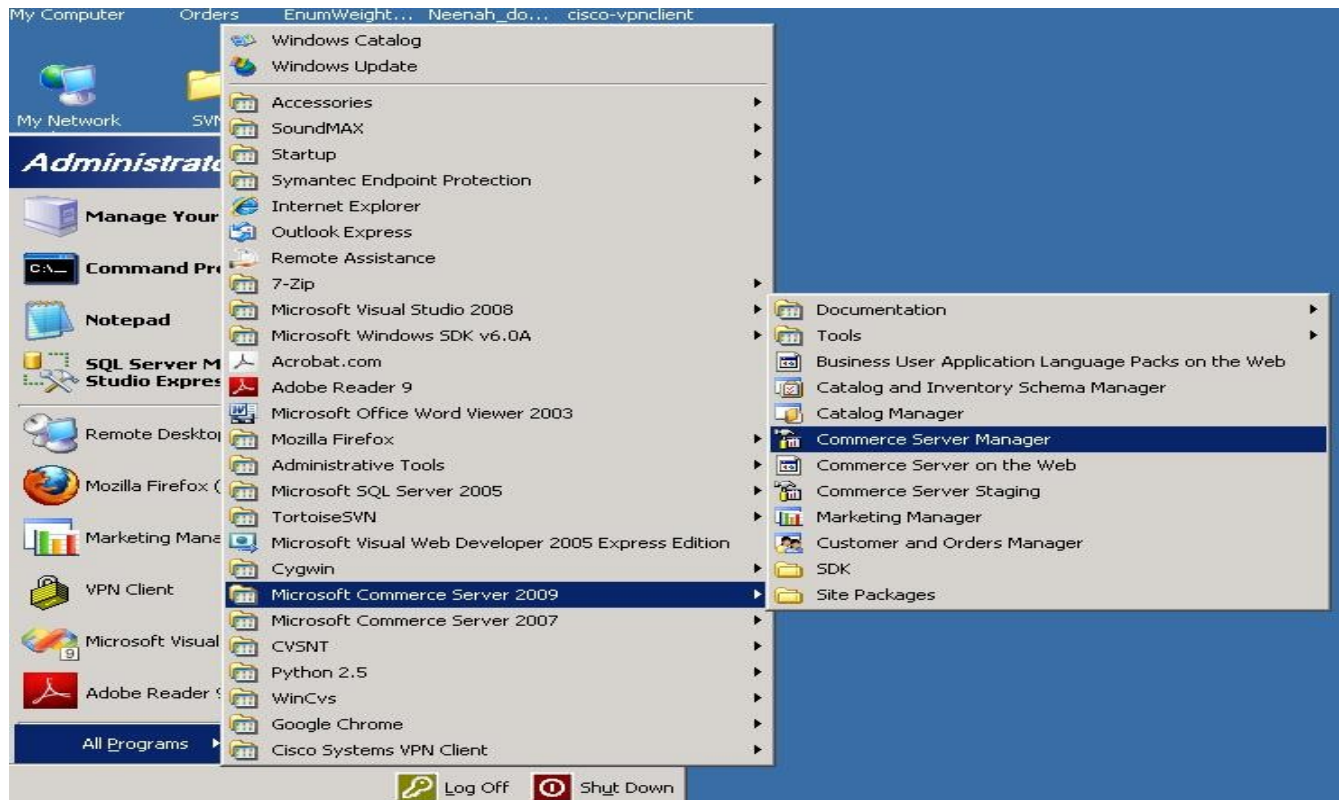 My Computer
Orders
EnumWeight...
Neenah_do...
cisco-vpnclient
My Network
SVN
Administrato
Manage Your
Command Pro
Notepad
SQL Server M
Studio Expres
Remote Desktop
Mozilla Firefox (
Marketing Mana
VPN Client
Microsoft Visual
9
Adobe Reader 9
All Programs
Windows Catalog
Windows Update
Accessories
SoundMAX
Startup
Symantec Endpoint Protection
Internet Explorer
Outlook Express
Remote Assistance
7-Zip
Microsoft Visual Studio 2008
Microsoft Windows SDK v6.0A
Acrobat.com
Adobe Reader 9
Microsoft Office Word Viewer 2003
Mozilla Firefox
Administrative Tools
Microsoft SQL Server 2005
TortoiseSVN
Microsoft Visual Web Developer 2005 Express Edition
Cygwin
Microsoft Commerce Server 2009
Microsoft Commerce Server 2007
CVSNT
Python 2.5
WinCvs
Google Chrome
Cisco Systems VPN Client
Documentation
Tools
Business User Application Language Packs on the Web
Catalog and Inventory Schema Manager
Catalog Manager
Commerce Server Manager
Commerce Server on the Web
Commerce Server Staging
Marketing Manager
Customer and Orders Manager
SDK
Site Packages
Log Off
Shut Down